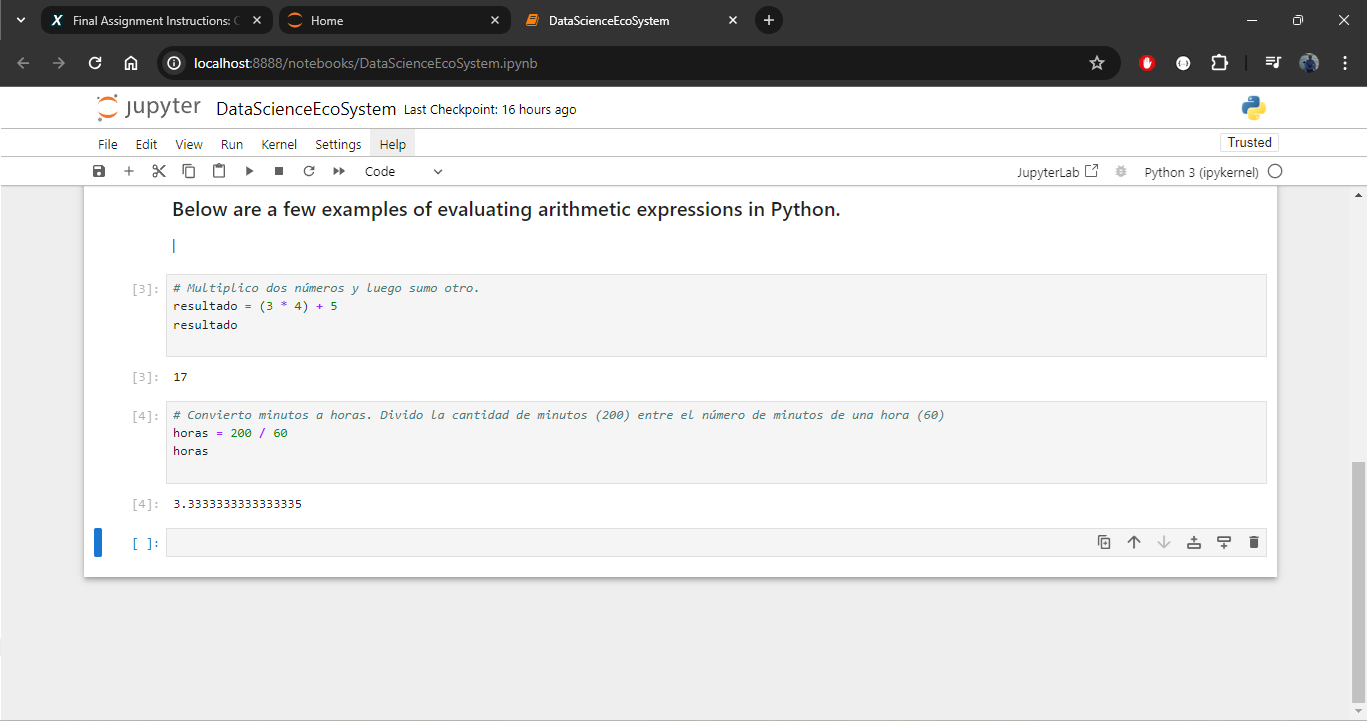 Final Assignment Instructions:
Home
DataScienceEcoSystem
localhost:8888/notebooks/DataScienceEcoSystem.ipynb
jupyter DataScienceEcoSystem Last Checkpoint: 16 hours ago
File Edit View Run Kernel Settings Help
Trusted
Code
JupyterLab
Python 3 (ipykernel)
Below are a few examples of evaluating arithmetic expressions in Python.
[3]:
# Multiplico dos números y luego sumo otro.
resultado = (3 * 4) + 5
resultado
[3]: 17
[4]:
# Convierto minutos a horas. Divido la cantidad de minutos (200) entre el número de minutos de una hora (60)
horas = 200 / 60
horas
[4]: 3.3333333333333335
[ ]: